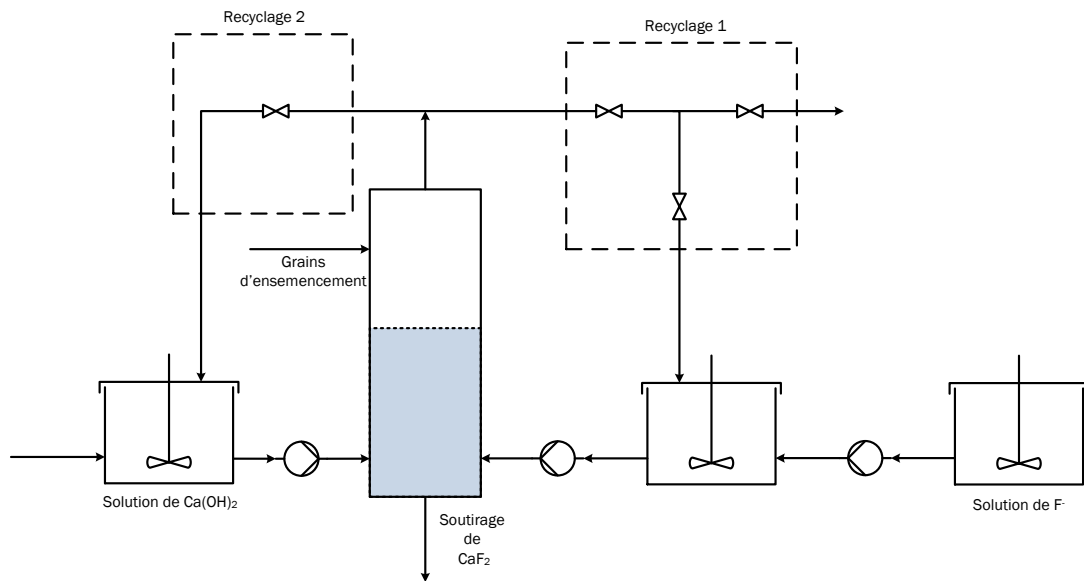 Recyclage 2
Recyclage 1
Grains
d'ensemencement
Solution de Ca(OH)₂
Soutirage
de
CaF₂
Solution de F⁻